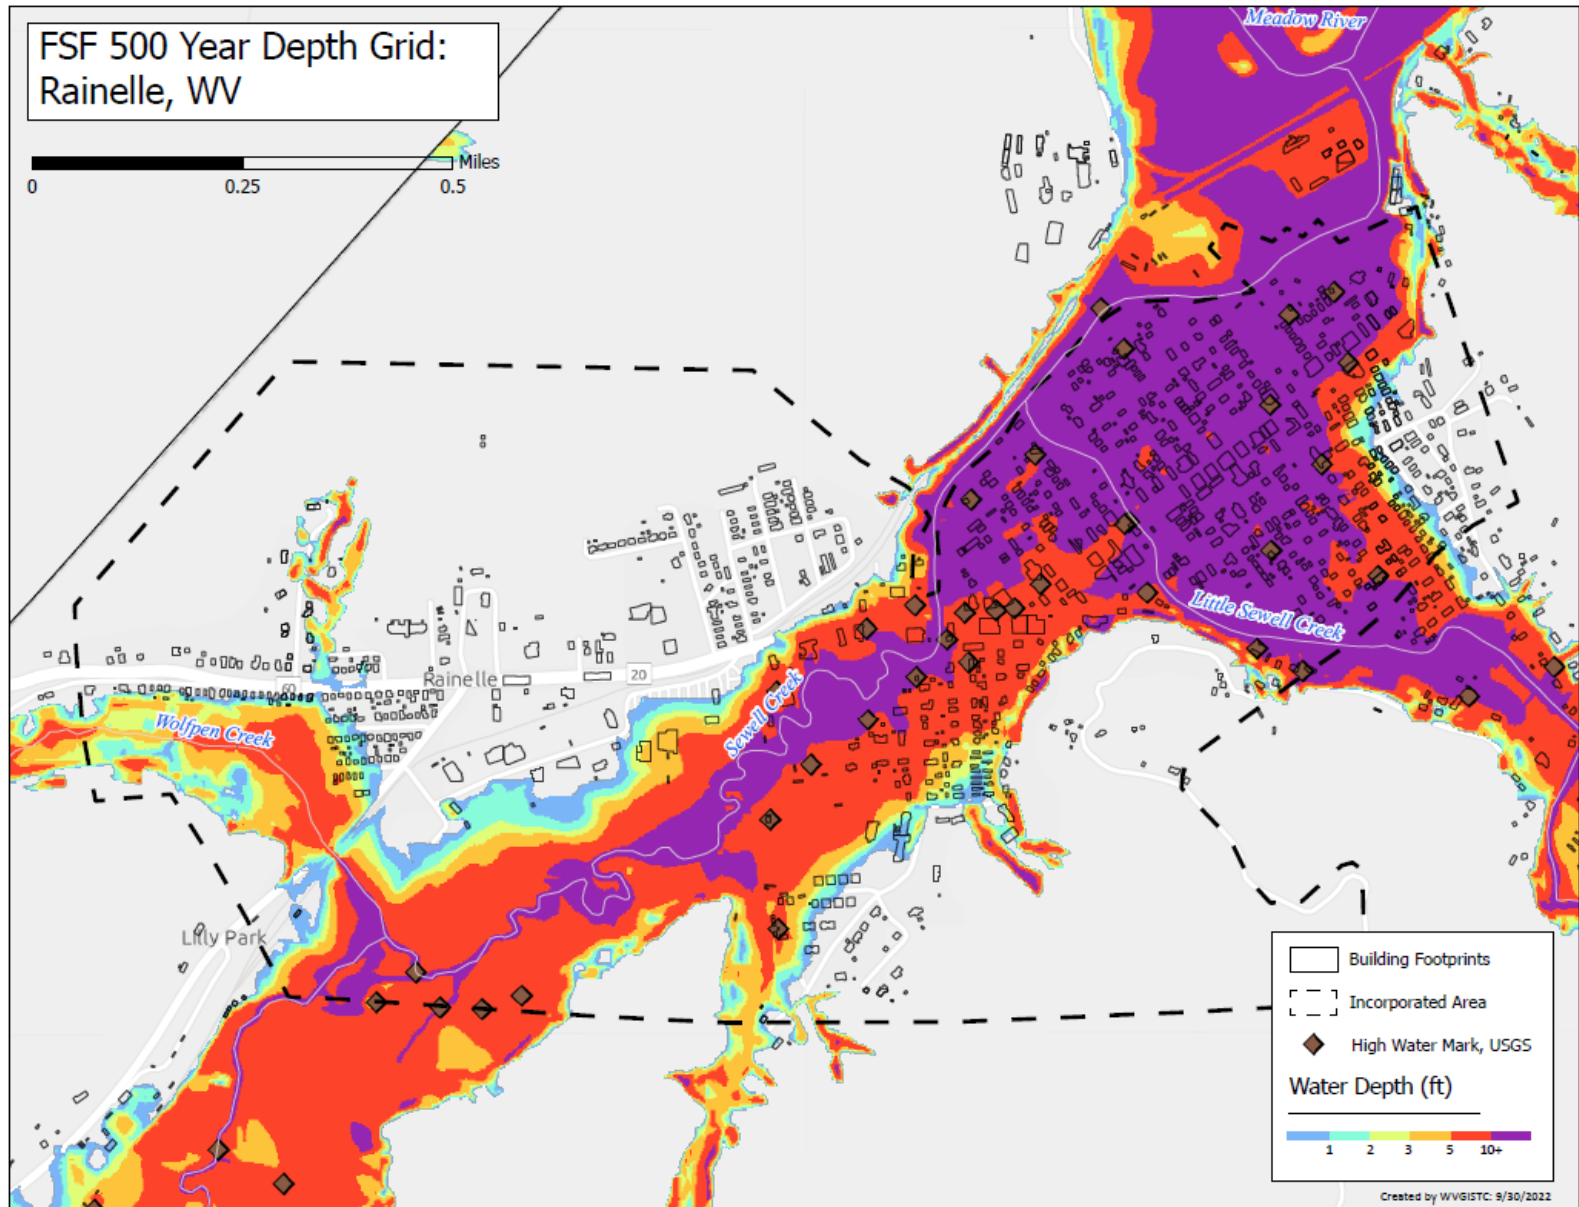 FSF 500 Year Depth Grid:
Rainelle, WV
Miles
0
0.25
0.5
Meadow River
Little Sewell Creek
Rainelle
60
20
Wolfpen Creek
Sewell Creek
Lilly Park
Building Footprints
Incorporated Area
High Water Mark, USGS
Water Depth (ft)
1 2 3 5 10+
Created by WVGISTC: 9/30/2022